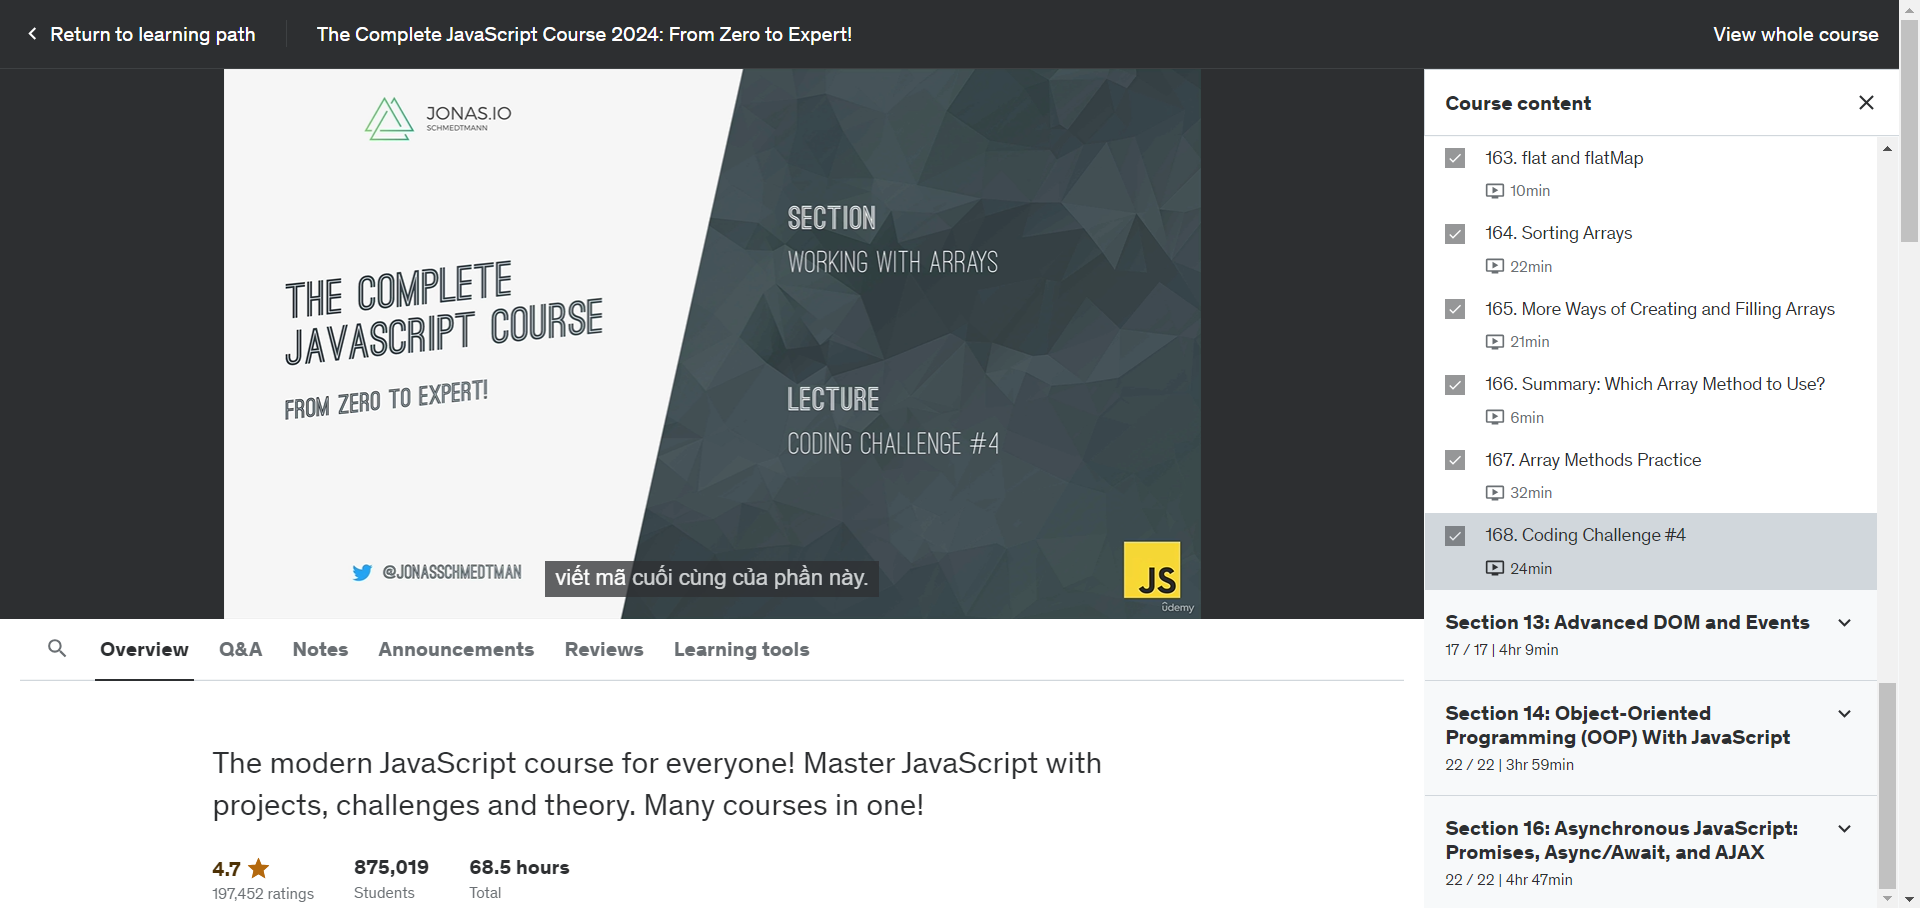 Return to learning path
The Complete JavaScript Course 2024: From Zero to Expert!
View whole course
JONAS.IO
SCHMEDTMANN
THE COMPLETE
JAVASCRIPT COURSE
FROM ZERO TO EXPERT!
SECTION
WORKING WITH ARRAYS
LECTURE
CODING CHALLENGE #4
@JONASSCHMEDTMAN
viết mã cuối cùng của phần này.
JS
ûdemy
Course content
163. flat and flatMap
10min
164. Sorting Arrays
22min
165. More Ways of Creating and Filling Arrays
21min
166. Summary: Which Array Method to Use?
6min
167. Array Methods Practice
32min
168. Coding Challenge #4
24min
Section 13: Advanced DOM and Events
17 / 17 | 4hr 9min
Section 14: Object-Oriented
Programming (OOP) With JavaScript
22 / 22 | 3hr 59min
Section 16: Asynchronous JavaScript:
Promises, Async/Await, and AJAX
22 / 22 | 4hr 47min
Overview
Q&A
Notes
Announcements
Reviews
Learning tools
The modern JavaScript course for everyone! Master JavaScript with
projects, challenges and theory. Many courses in one!
4.7
197,452 ratings
875,019
Students
68.5 hours
Total